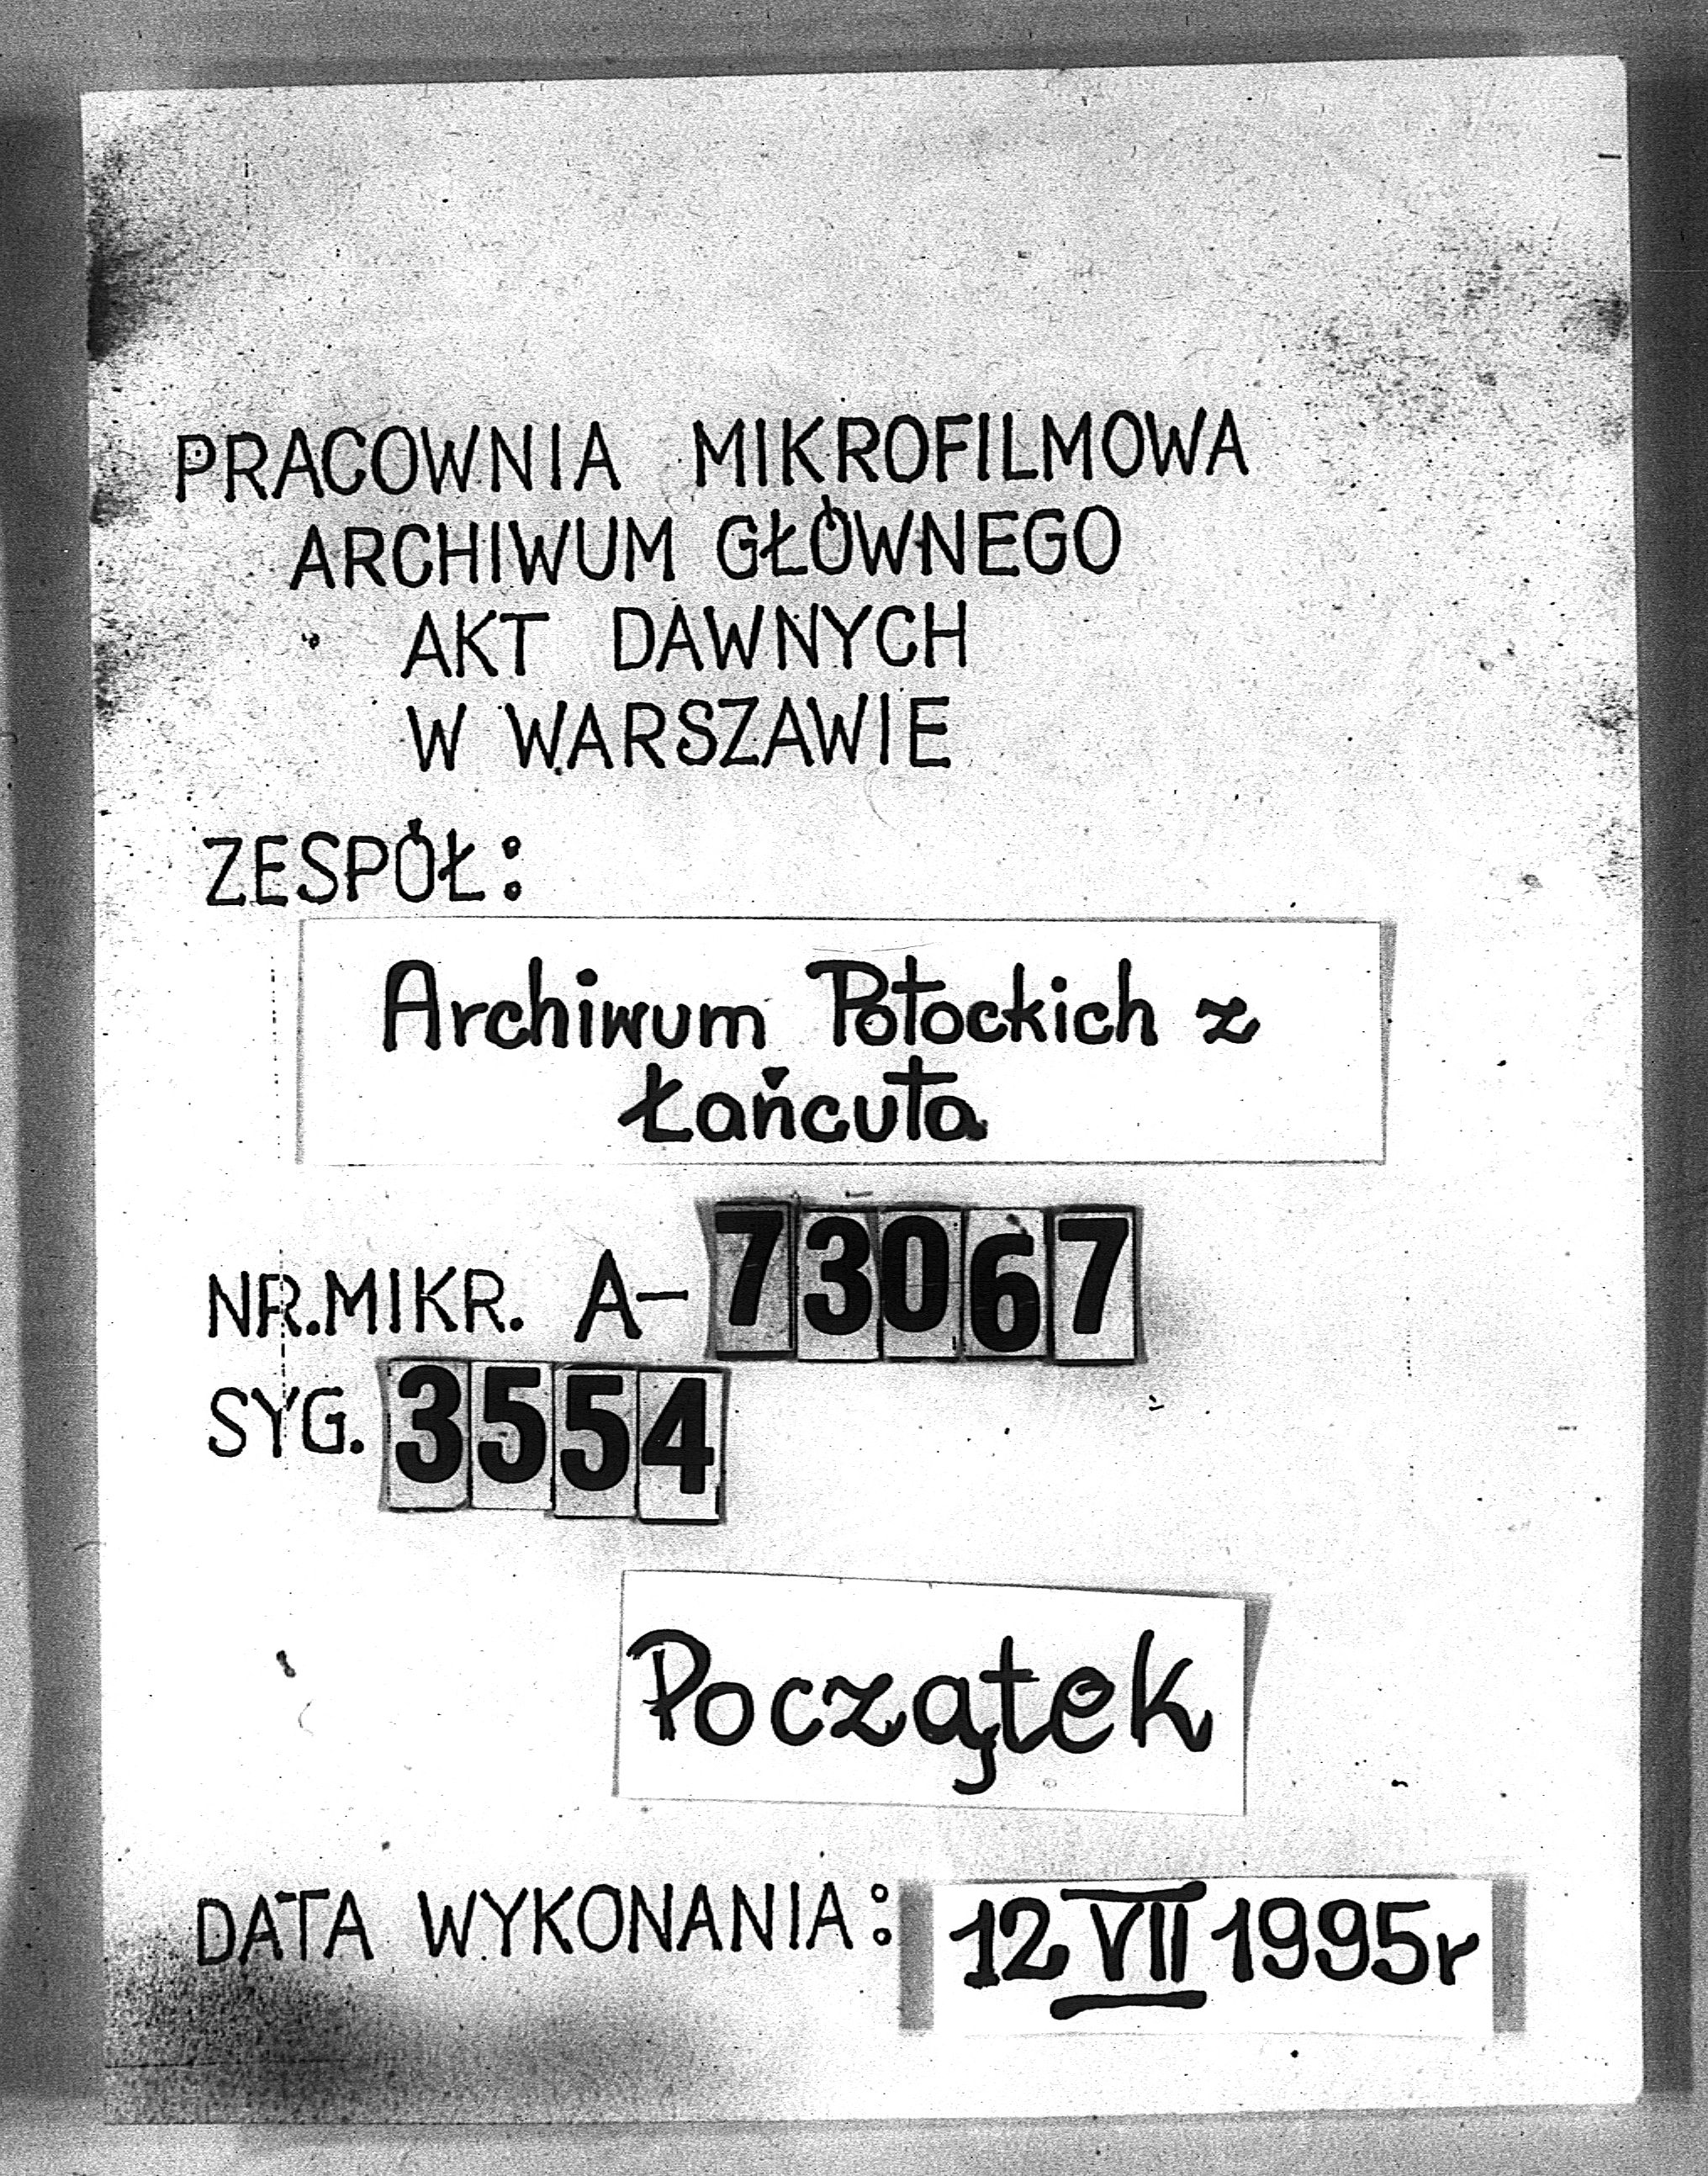 PRACOWNIA MIKROFILMOWA
ARCHIWUM GŁÓWNEGO
AKT DAWNYCH
W WARSZAWIE
ZESPÓŁ:
Archiwum Potockich z
Łańcuta
NR.MIKR. A-73067
SYG. 3554
Początek
DATA WYKONANIA: 12 VII 1995r